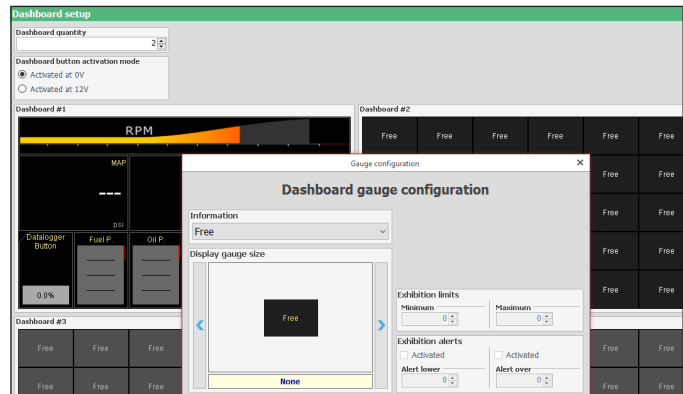 Dashboard setup
Dashboard quantity
2
Dashboard button activation mode
Activated at 0V
Activated at 12V
Dashboard #1
Dashboard #2
RPM
Free Free Free Free Free Free
MAP
---
psi
Gauge configuration
×
Dashboard gauge configuration
Free Free
Information
Free
Free Free
Display gauge size
Datalogger
Button
Fuel P.
Oil P.
Free Free
0.0%
Free
Free Free
Exhibition limits
Minimum
Maximum
0
0
Dashboard #3
Free Free Free
Free Free
Exhibition alerts
Activated
Activated
Alert lower
Alert over
0
0
None
Free Free Free
Free Free